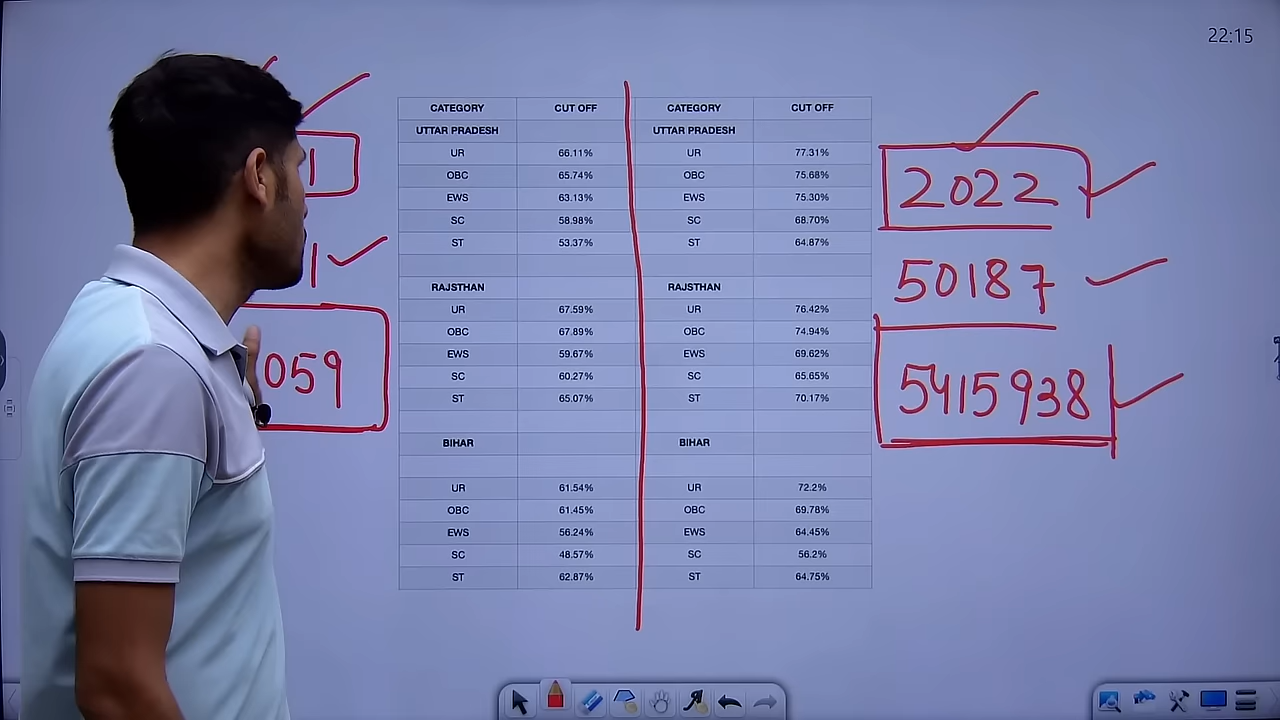 22:15
CATEGORY CUT OFF CATEGORY CUT OFF
UTTAR PRADESH UTTAR PRADESH
UR 66.11% UR 77.31%
OBC 65.74% OBC 75.68%
EWS 63.13% EWS 75.30%
SC 58.98% SC 68.70%
ST 53.37% ST 64.87%
RAJSTHAN RAJSTHAN
UR 67.59% UR 76.42%
OBC 67.89% OBC 74.94%
EWS 59.67% EWS 69.62%
SC 60.27% SC 65.65%
ST 65.07% ST 70.17%
BIHAR BIHAR
UR 61.54% UR 72.2%
OBC 61.45% OBC 69.78%
EWS 56.24% EWS 64.45%
SC 48.57% SC 56.2%
ST 62.87% ST 64.75%
2022
50187
5415938
1
1
059